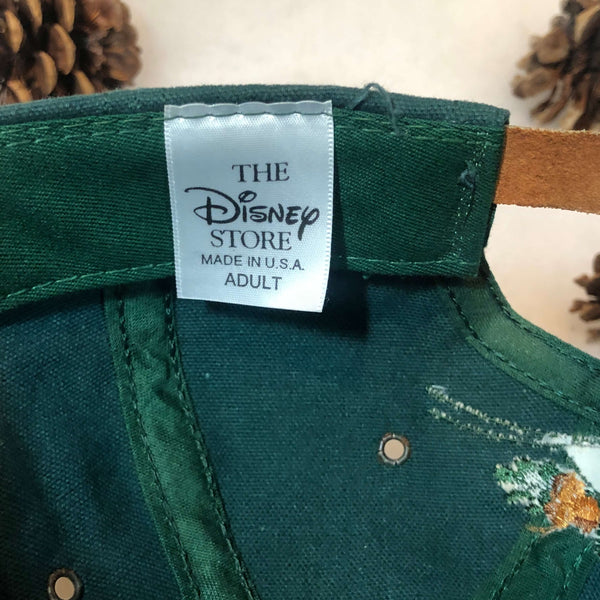 THE
Disney
STORE
MADE IN U.S.A.
ADULT